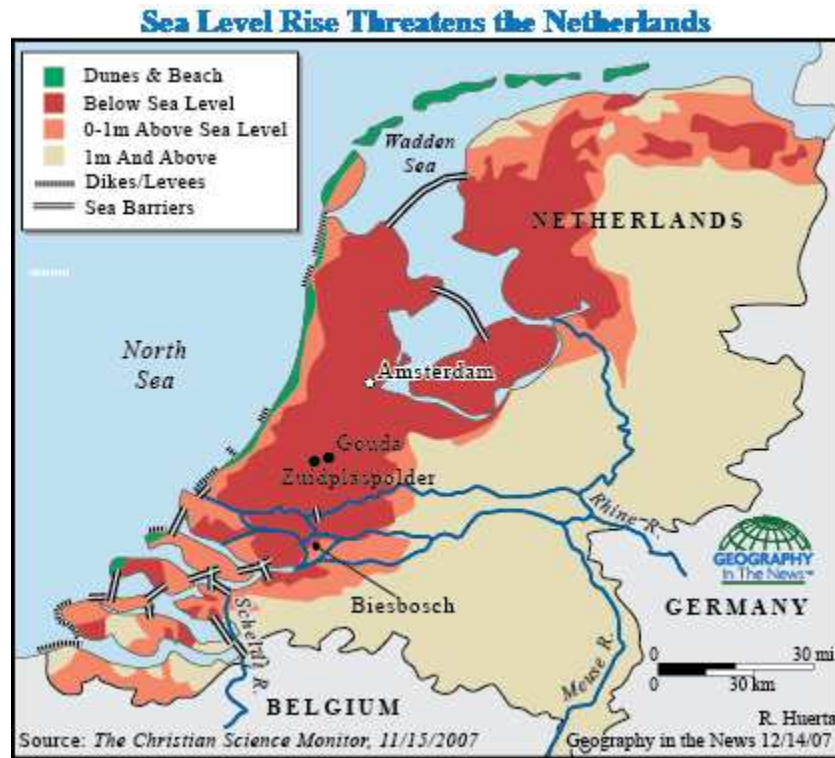 Sea Level Rise Threatens the Netherlands
Dunes & Beach
Below Sea Level
0-1m Above Sea Level
1m And Above
Dikes/Levees
Sea Barriers
Wadden
Sea
NETHERLANDS
North
Sea
Amsterdam
Gouda
Zuidplaspolder
Rhine R.
GEOGRAPHY
In The News™
Biesbosch
GERMANY
Scheldt R.
Meuse R.
0 30 mi
0 30 km
BELGIUM
R. Huerta
Source: The Christian Science Monitor, 11/15/2007
Geography in the News 12/14/07